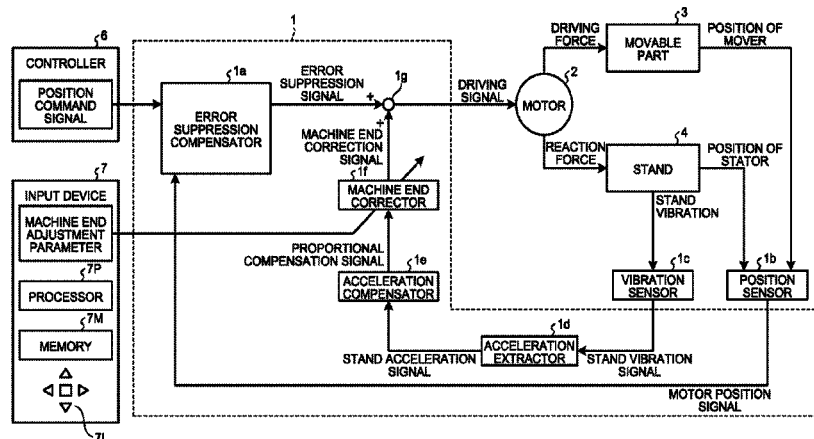 1
6
CONTROLLER
POSITION
COMMAND
SIGNAL
1a
ERROR
SUPPRESSION
COMPENSATOR
ERROR
SUPPRESSION
SIGNAL
+
1g
+
DRIVING
SIGNAL
2
MOTOR
DRIVING
FORCE
3
MOVABLE
PART
POSITION
OF MOVER
REACTION
FORCE
4
STAND
POSITION OF
STATOR
STAND
VIBRATION
MACHINE END
CORRECTION
SIGNAL
1f
MACHINE END
CORRECTOR
7
INPUT DEVICE
MACHINE END
ADJUSTMENT
PARAMETER
7P
PROCESSOR
7M
MEMORY
7I
PROPORTIONAL
COMPENSATION SIGNAL
1e
ACCELERATION
COMPENSATOR
1c
VIBRATION
SENSOR
1b
POSITION
SENSOR
1d
ACCELERATION
EXTRACTOR
STAND ACCELERATION
SIGNAL
STAND VIBRATION
SIGNAL
MOTOR POSITION
SIGNAL